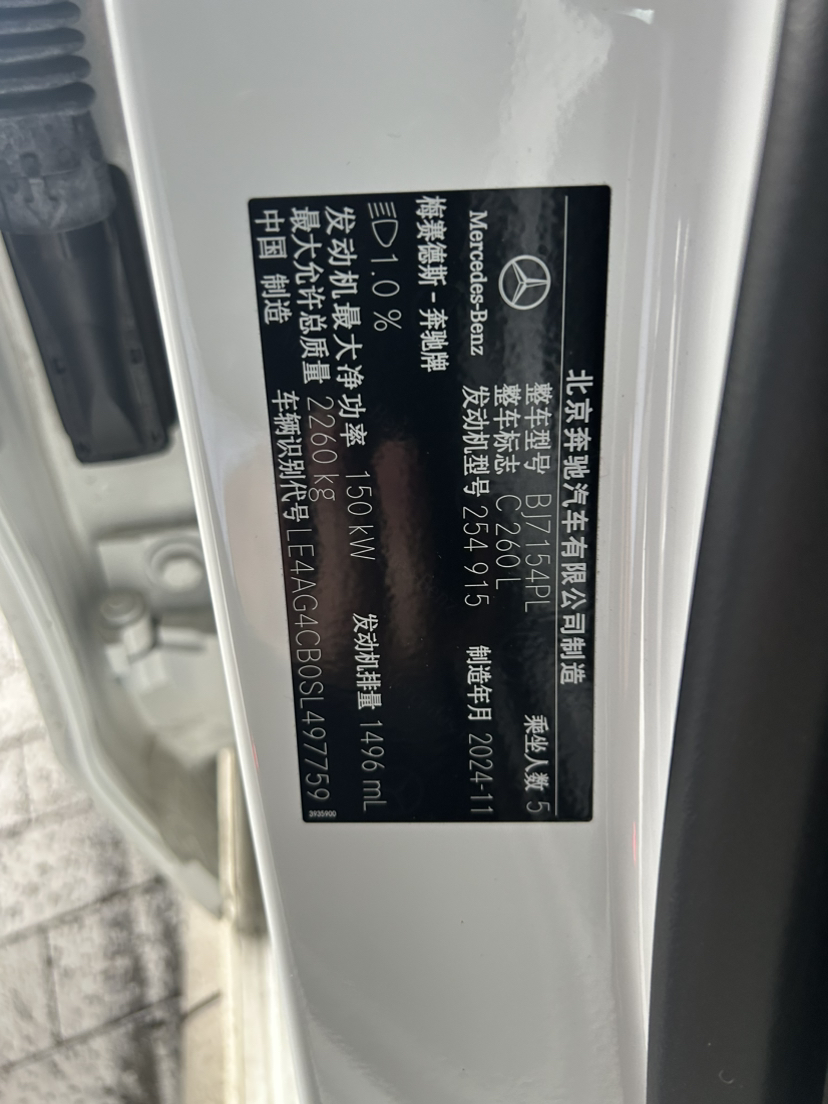 北京奔驰汽车有限公司制造
整车型号 BJ7154PL 乘坐人数 5
整车标志 C 260 L
Mercedes-Benz 发动机型号 254 915 制造年月 2024-11
梅赛德斯-奔驰牌
1.0 %
发动机最大净功率 150 kW 发动机排量 1496 mL
最大允许总质量 2260 kg
中国 制造 车辆识别代号 LE4AG4CB0SL497759
3935900